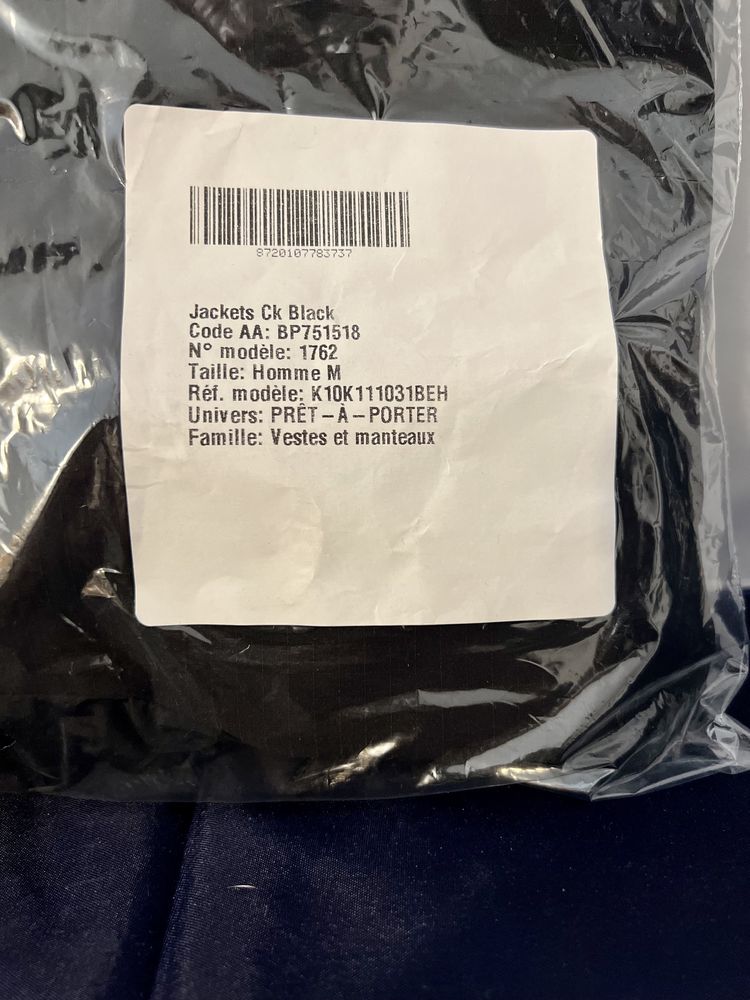 8720107783737
Jackets Ck Black
Code AA: BP751518
N° modèle: 1762
Taille: Homme M
Réf. modèle: K10K111031BEH
Univers: PRÊT-À-PORTER
Famille: Vestes et manteaux